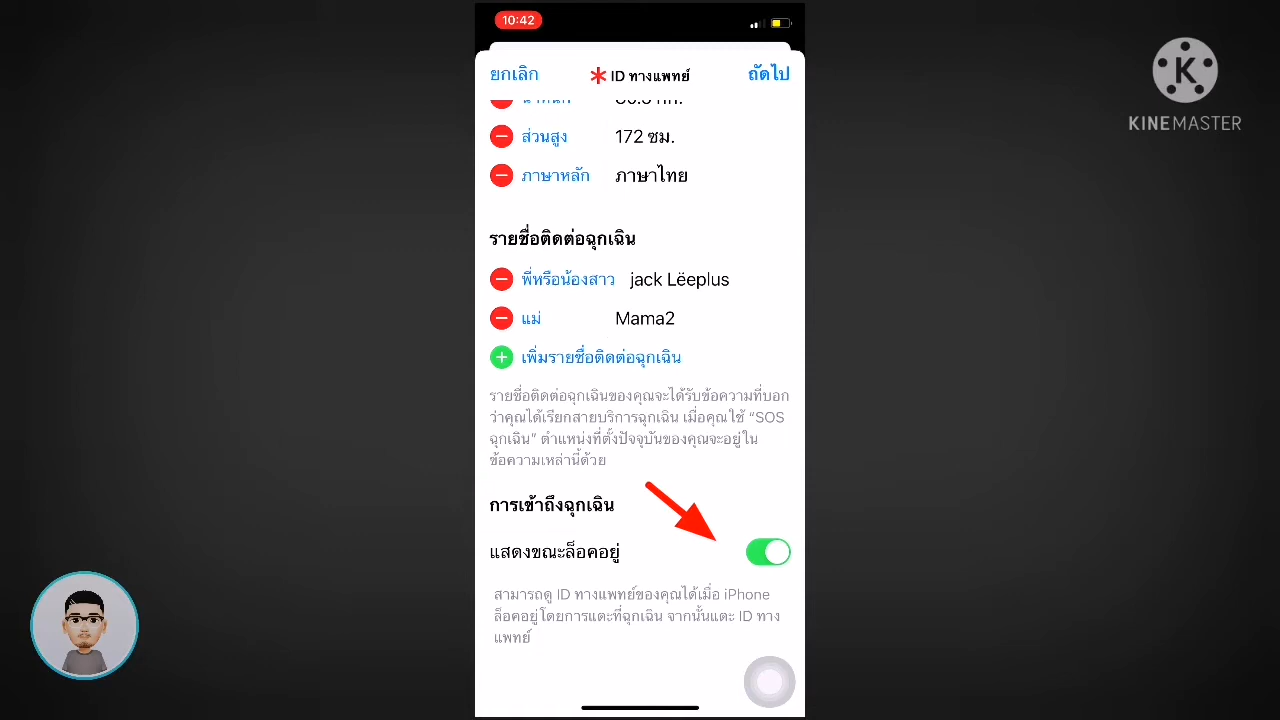 10:42
ยกเลิก
ID ทางแพทย์
ถัดไป
K
KINEMASTER
ส่วนสูง 172 ซม.
ภาษาหลัก ภาษาไทย
รายชื่อติดต่อฉุกเฉิน
พี่หรือน้องสาว jack Lëeplus
แม่ Mama2
เพิ่มรายชื่อติดต่อฉุกเฉิน
รายชื่อติดต่อฉุกเฉินของคุณจะได้รับข้อความที่บอก
ว่าคุณได้เรียกสายบริการฉุกเฉิน เมื่อคุณใช้ “SOS
ฉุกเฉิน” ตำแหน่งที่ตั้งปัจจุบันของคุณจะอยู่ใน
ข้อความเหล่านี้ด้วย
การเข้าถึงฉุกเฉิน
แสดงขณะล็อคอยู่
สามารถดู ID ทางแพทย์ของคุณได้เมื่อ iPhone
ล็อคอยู่โดยการแตะที่ฉุกเฉิน จากนั้นแตะ ID ทาง
แพทย์